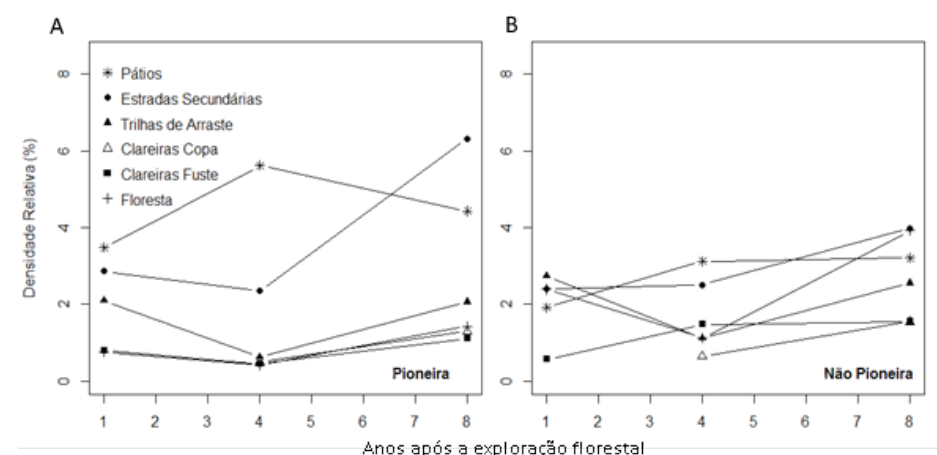 A
B
Densidade Relativa (%)
8
6
4
2
0
Pátios
Estradas Secundárias
Trilhas de Arraste
Clareiras Copa
Clareiras Fuste
Floresta
Pioneira
1 2 3 4 5 6 7 8
8
6
4
2
0
Não Pioneira
1 2 3 4 5 6 7 8
Anos após a exploração florestal